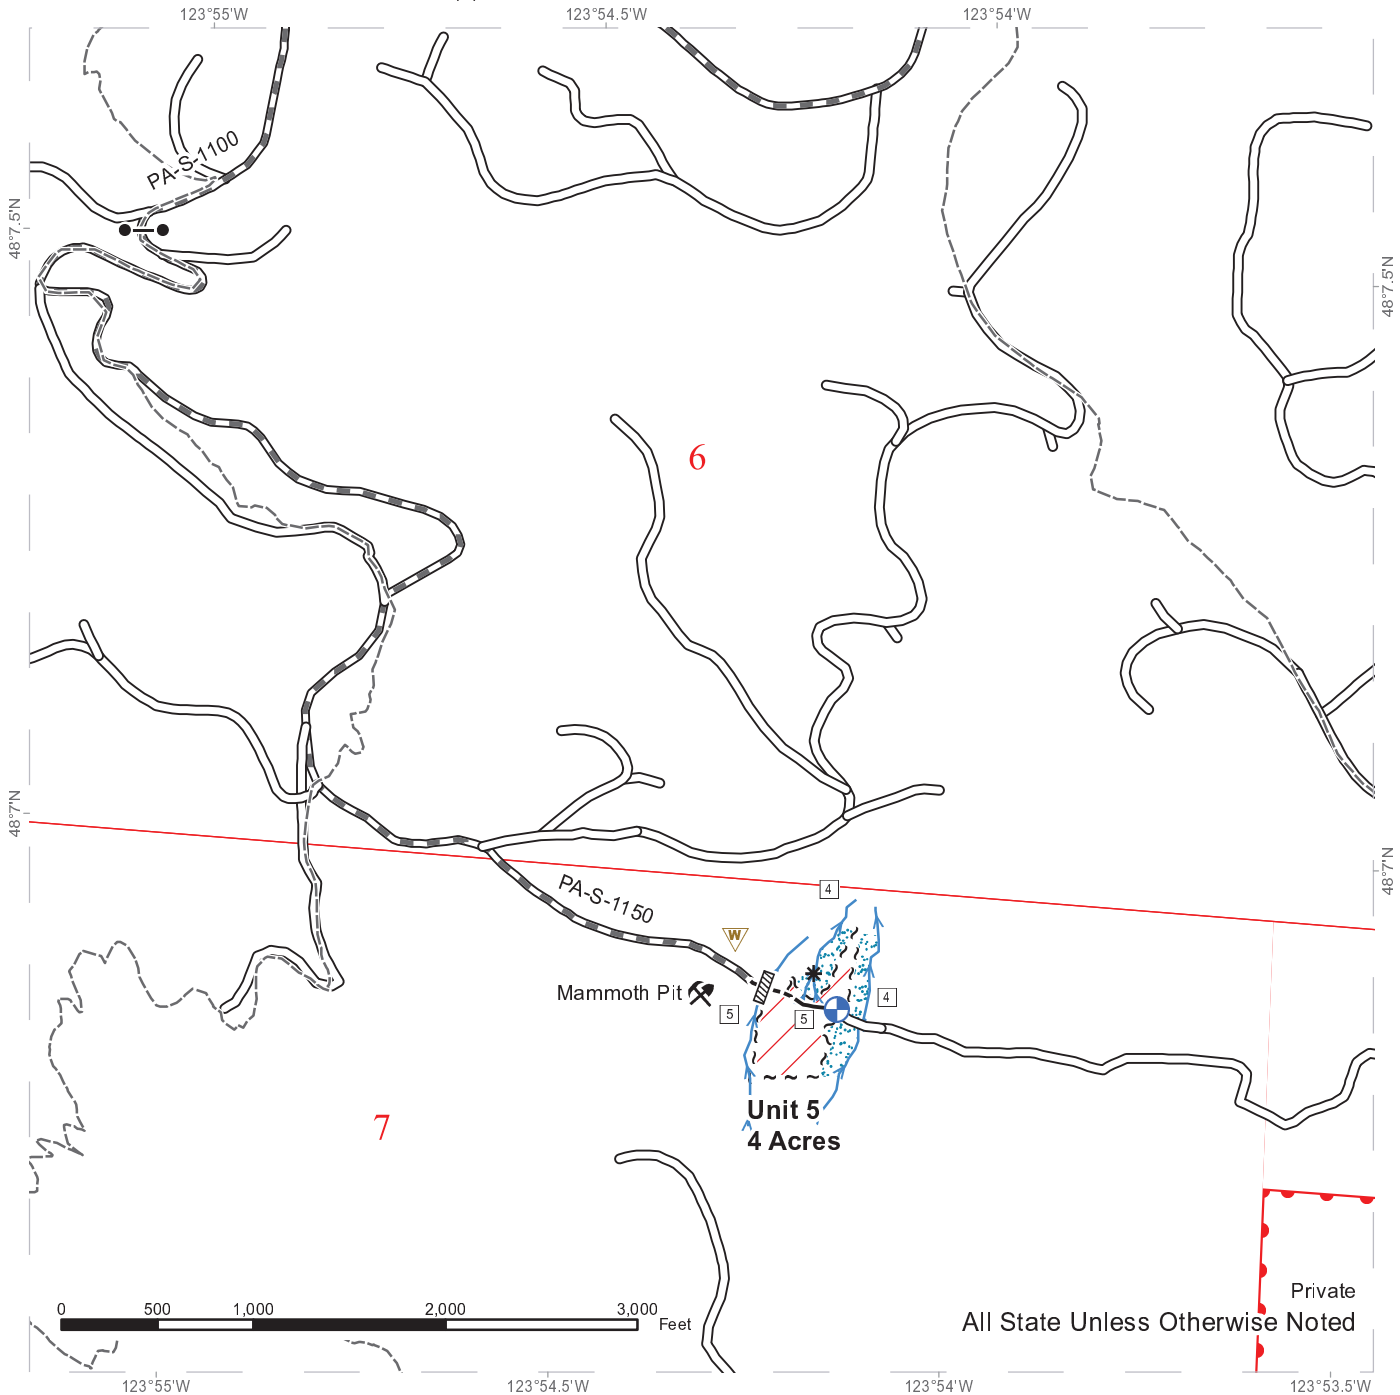 123°55'W
123°54.5'W
123°54'W
PA-S-1100
48°7.5'N
48°7.5'N
6
48°7'N
48°7'N
4
PA-S-1150
W
Mammoth Pit
5
5
4
Unit 5
4 Acres
7
Private
All State Unless Otherwise Noted
0 500 1,000 2,000 3,000
Feet
123°55'W
123°54.5'W
123°54'W
123°53.5'W